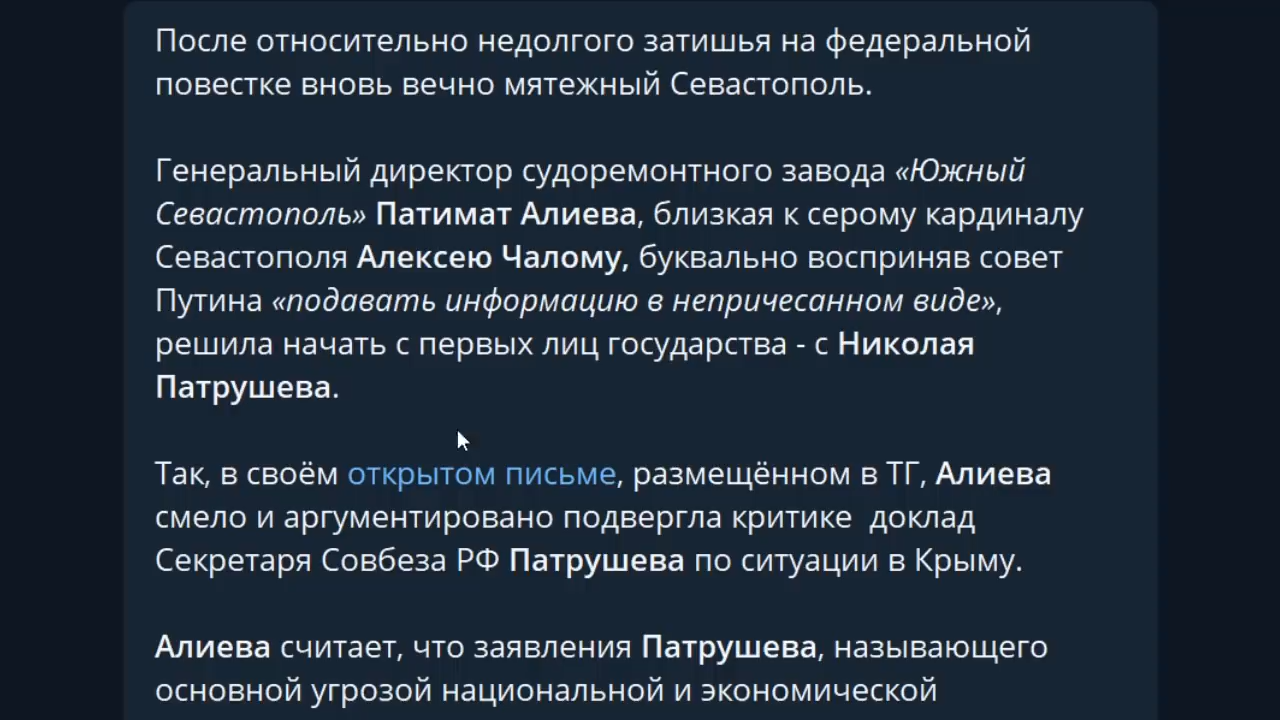 После относительно недолгого затишья на федеральной
повестке вновь вечно мятежный Севастополь.
Генеральный директор судоремонтного завода «Южный
Севастополь» Патимат Алиева, близкая к серому кардиналу
Севастополя Алексею Чалому, буквально восприняв совет
Путина «подавать информацию в непричесанном виде»,
решила начать с первых лиц государства - с Николая
Патрушева.
Так, в своём открытом письме, размещённом в ТГ, Алиева
смело и аргументировано подвергла критике  доклад
Секретаря Совбеза РФ Патрушева по ситуации в Крыму.
Алиева считает, что заявления Патрушева, называющего
основной угрозой национальной и экономической